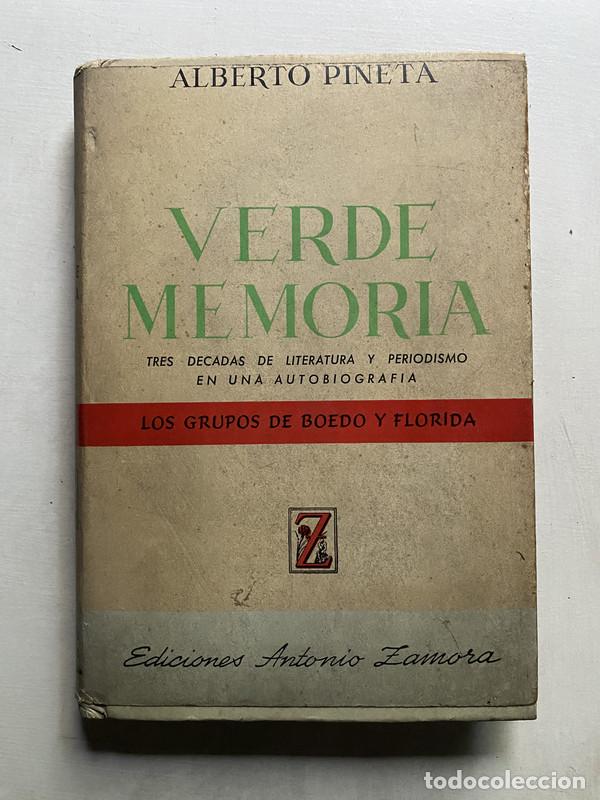 ALBERTO PINETA
VERDE
MEMORIA
TRES DECADAS DE LITERATURA Y PERIODISMO
EN UNA AUTOBIOGRAFIA
LOS GRUPOS DE BOEDO Y FLORIDA
Z
Ediciones Antonio Zamora
todocoleccion.net